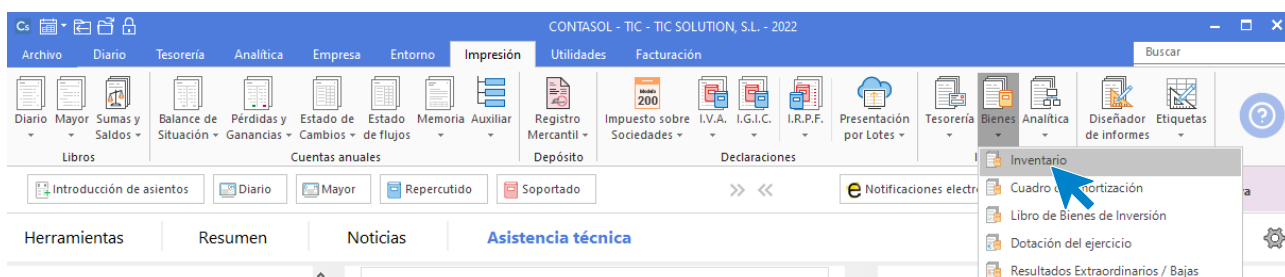 Cs
CONTASOL - TIC - TIC SOLUTION, S.L. - 2022
Archivo Diario Tesorería Analítica Empresa Entorno Impresión Utilidades Facturación Buscar
Modelo
200
Diario Mayor Sumas y Balance de Pérdidas y Estado de Estado Memoria Auxiliar Registro Impuesto sobre I.V.A. I.G.I.C. I.R.P.F. Presentación Tesorería Bienes Analítica Diseñador Etiquetas
Saldos Situación Ganancias Cambios de flujos Mercantil Sociedades por Lotes de informes
Libros Cuentas anuales Depósito Declaraciones
Inventario
Introducción de asientos Diario Mayor Repercutido Soportado Notificaciones
Cuadro
Libro de Bienes de Inversión
Herramientas Resumen Noticias Asistencia técnica
Dotación del ejercicio
Resultados Extraordinarios / Bajas